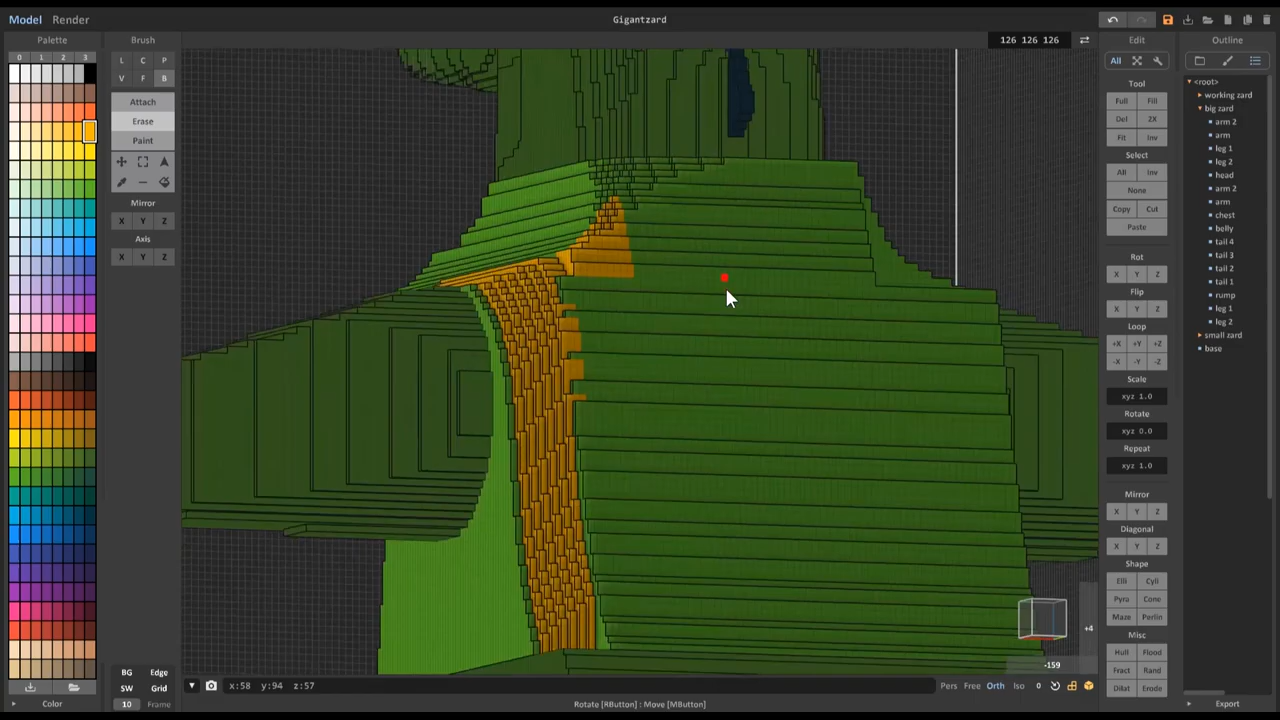 Model Render
Gigantzard
Palette
0 1 2 3
Color
Brush
L C P
V F B
Attach
Erase
Paint
Mirror
X Y Z
Axis
X Y Z
BG Edge
SW Grid
10 Frame
126 126 126
+4
-159
x:58 y:94 z:57
Pers Free Orth Iso 0
Rotate [RButton] : Move [MButton]
Edit
All
Tool
Full Fill
Del 2X
Fit Inv
Select
All Inv
None
Copy Cut
Paste
Rot
X Y Z
Flip
X Y Z
Loop
+X +Y +Z
-X -Y -Z
Scale
xyz 1.0
Rotate
xyz 0.0
Repeat
xyz 1.0
Mirror
X Y Z
Diagonal
X Y Z
Shape
Elli Cyli
Pyra Cone
Maze Perlin
Misc
Hull Flood
Fract Rand
Dilat Erode
Outline
<root>
working zard
big zard
arm 2
arm
leg 1
leg 2
head
arm 2
arm
chest
belly
tail 4
tail 3
tail 2
tail 1
rump
leg 1
leg 2
small zard
base
Export